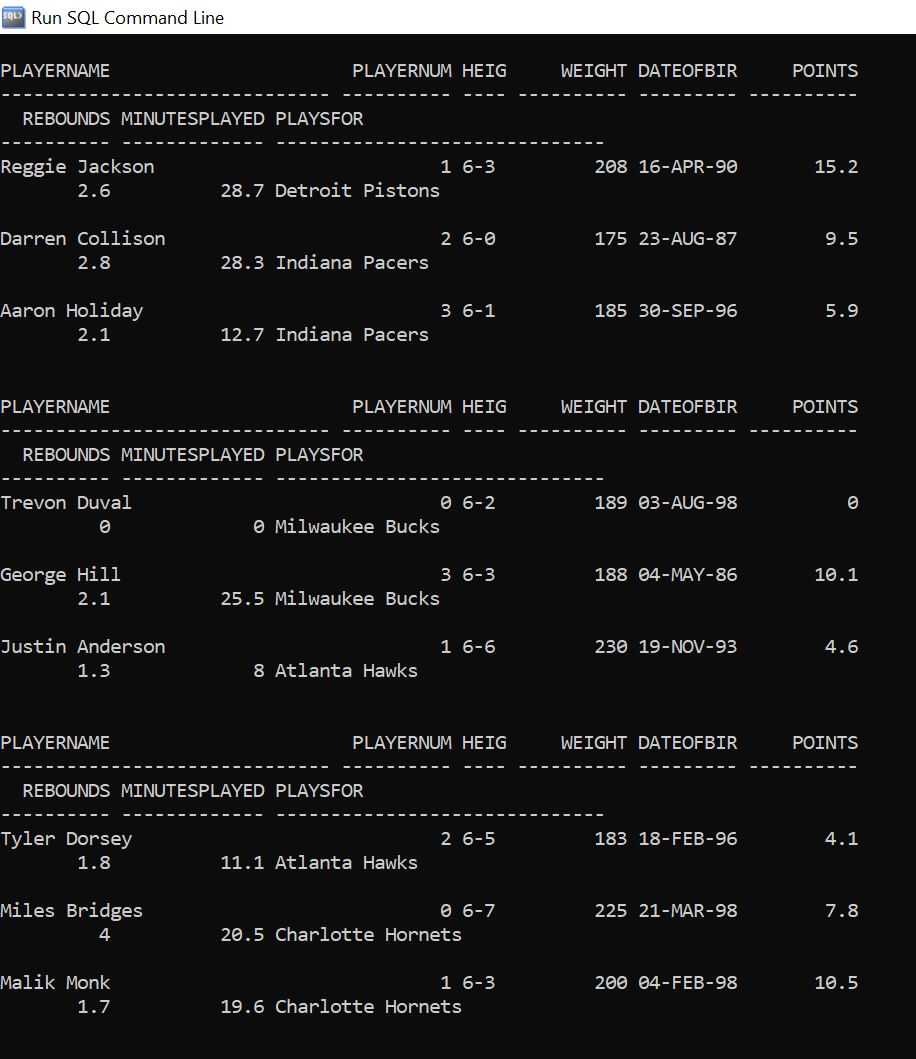 SQL> Run SQL Command Line
PLAYERNAME                      PLAYERNUM HEIG     WEIGHT DATEOFBIR     POINTS
------------------------------ ---------- ---- ---------- --------- ----------
  REBOUNDS MINUTESPLAYED PLAYSFOR
---------- ------------- ------------------------------
Reggie Jackson                          1 6-3         208 16-APR-90       15.2
       2.6          28.7 Detroit Pistons
Darren Collison                         2 6-0         175 23-AUG-87        9.5
       2.8          28.3 Indiana Pacers
Aaron Holiday                           3 6-1         185 30-SEP-96        5.9
       2.1          12.7 Indiana Pacers
PLAYERNAME                      PLAYERNUM HEIG     WEIGHT DATEOFBIR     POINTS
------------------------------ ---------- ---- ---------- --------- ----------
  REBOUNDS MINUTESPLAYED PLAYSFOR
---------- ------------- ------------------------------
Trevon Duval                            0 6-2         189 03-AUG-98          0
         0             0 Milwaukee Bucks
George Hill                             3 6-3         188 04-MAY-86       10.1
       2.1          25.5 Milwaukee Bucks
Justin Anderson                         1 6-6         230 19-NOV-93        4.6
       1.3             8 Atlanta Hawks
PLAYERNAME                      PLAYERNUM HEIG     WEIGHT DATEOFBIR     POINTS
------------------------------ ---------- ---- ---------- --------- ----------
  REBOUNDS MINUTESPLAYED PLAYSFOR
---------- ------------- ------------------------------
Tyler Dorsey                            2 6-5         183 18-FEB-96        4.1
       1.8          11.1 Atlanta Hawks
Miles Bridges                           0 6-7         225 21-MAR-98        7.8
         4          20.5 Charlotte Hornets
Malik Monk                              1 6-3         200 04-FEB-98       10.5
       1.7          19.6 Charlotte Hornets